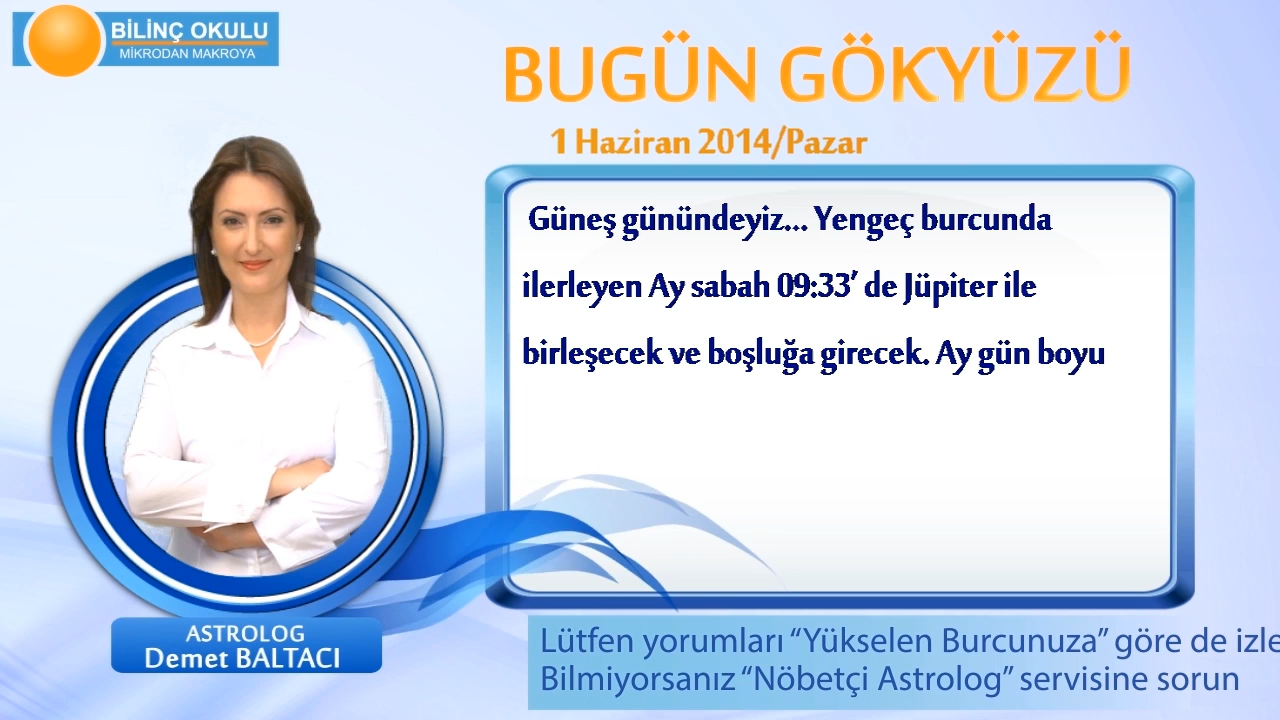 BİLİNÇ OKULU
MİKRODAN MAKROYA
BUGÜN GÖKYÜZÜ
1 Haziran 2014/Pazar
Güneş günündeyiz... Yengeç burcunda
ilerleyen Ay sabah 09:33' de Jüpiter ile
birleşecek ve boşluğa girecek. Ay gün boyu
ASTROLOG
Demet BALTACI
Lütfen yorumları “Yükselen Burcunuza” göre de izle
Bilmiyorsanız “Nöbetçi Astrolog” servisine sorun